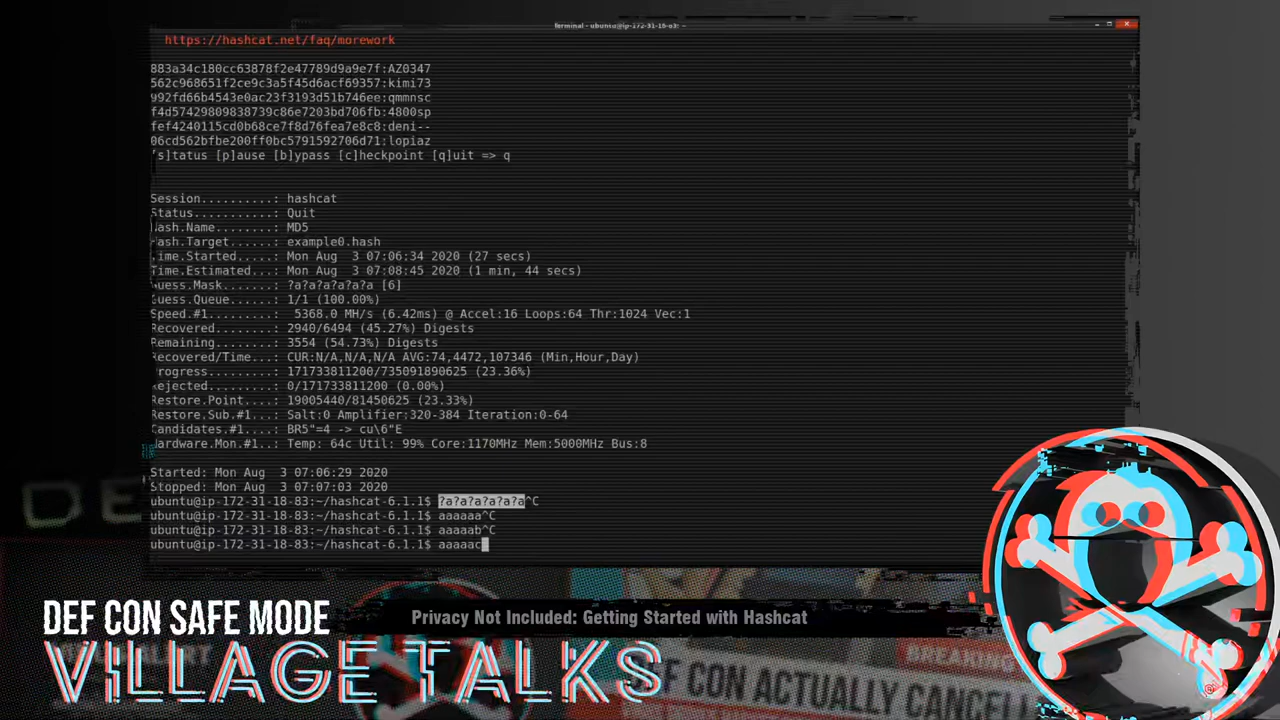 Terminal - ubuntu@ip-172-31-18-83: ~
https://hashcat.net/faq/morework
883a34c180cc63878f2e47789d9a9e7f:AZ0347
562c968651f2ce9c3a5f45d6acf69357:kimi73
992fd66b4543e0ac23f3193d51b746ee:qmmnsc
f4d57429809838739c86e7203bd706fb:4800sp
fef4240115cd0b68ce7f8d76fea7e8c8:deni--
06cd562bfbe200ff0bc5791592706d71:lopiaz
[s]tatus [p]ause [b]ypass [c]heckpoint [q]uit => q
Session..........: hashcat
Status...........: Quit
Hash.Name........: MD5
Hash.Target......: example0.hash
Time.Started.....: Mon Aug  3 07:06:34 2020 (27 secs)
Time.Estimated...: Mon Aug  3 07:08:45 2020 (1 min, 44 secs)
Guess.Mask.......: ?a?a?a?a?a?a [6]
Guess.Queue......: 1/1 (100.00%)
Speed.#1.........:  5368.0 MH/s (6.42ms) @ Accel:16 Loops:64 Thr:1024 Vec:1
Recovered........: 2940/6494 (45.27%) Digests
Remaining........: 3554 (54.73%) Digests
Recovered/Time...: CUR:N/A,N/A,N/A AVG:74,4472,107346 (Min,Hour,Day)
Progress.........: 171733811200/735091890625 (23.36%)
Rejected.........: 0/171733811200 (0.00%)
Restore.Point....: 19005440/81450625 (23.33%)
Restore.Sub.#1...: Salt:0 Amplifier:320-384 Iteration:0-64
Candidates.#1....: BR5"=4 -> cu\6"E
Hardware.Mon.#1..: Temp: 64c Util: 99% Core:1170MHz Mem:5000MHz Bus:8
Started: Mon Aug  3 07:06:29 2020
Stopped: Mon Aug  3 07:07:03 2020
ubuntu@ip-172-31-18-83:~/hashcat-6.1.1$ ?a?a?a?a?a?a^C
ubuntu@ip-172-31-18-83:~/hashcat-6.1.1$ aaaaaa^C
ubuntu@ip-172-31-18-83:~/hashcat-6.1.1$ aaaaab^C
ubuntu@ip-172-31-18-83:~/hashcat-6.1.1$ aaaaac
DEF CON SAFE MODE
VILLAGE TALKS
Privacy Not Included: Getting Started with Hashcat
DEF CON ACTUALLY CANCELL